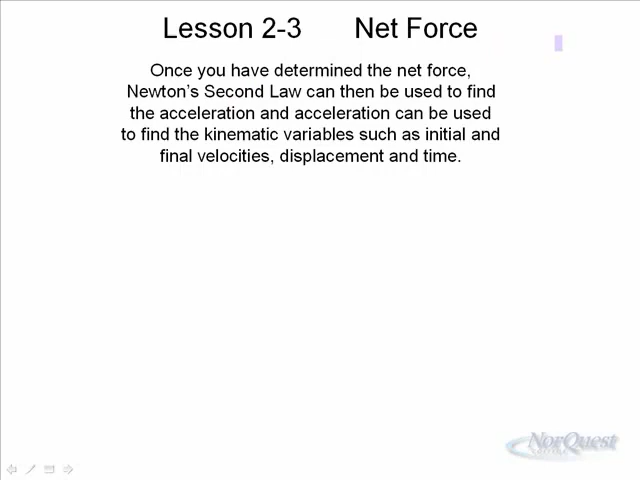 Lesson 2-3 Net Force
Once you have determined the net force,
Newton's Second Law can then be used to find
the acceleration and acceleration can be used
to find the kinematic variables such as initial and
final velocities, displacement and time.
NorQuest